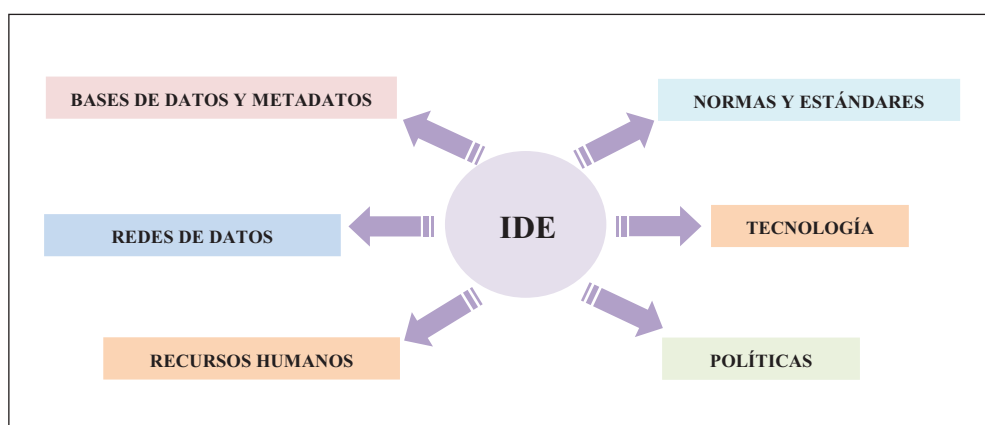 BASES DE DATOS Y METADATOS
NORMAS Y ESTÁNDARES
REDES DE DATOS
IDE
TECNOLOGÍA
RECURSOS HUMANOS
POLÍTICAS